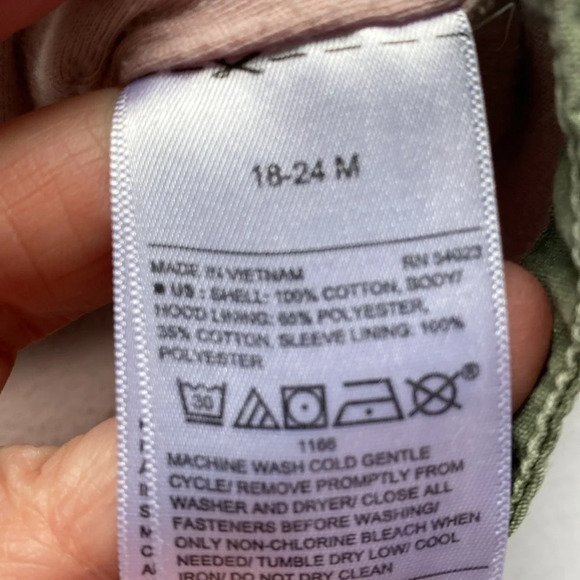 18-24 M
MADE IN VIETNAM RN 54023
US : SHELL: 100% COTTON, BODY/
HOOD LINING: 65% POLYESTER,
35% COTTON, SLEEVE LINING: 100%
POLYESTER
30
®
1166
MACHINE WASH COLD GENTLE
CYCLE/ REMOVE PROMPTLY FROM
WASHER AND DRYER/ CLOSE ALL
FASTENERS BEFORE WASHING/
ONLY NON-CHLORINE BLEACH WHEN
NEEDED/ TUMBLE DRY LOW/ COOL
IRON/ DO NOT DRY CLEAN